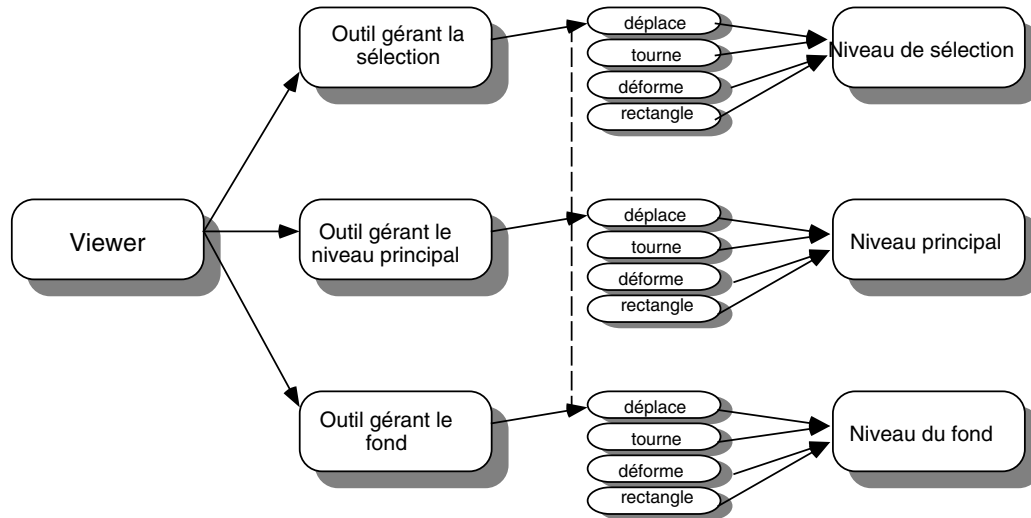 Outil gérant la
sélection
déplace
tourne
déforme
rectangle
Niveau de sélection
Viewer
Outil gérant le
niveau principal
déplace
tourne
déforme
rectangle
Niveau principal
Outil gérant le
fond
déplace
tourne
déforme
rectangle
Niveau du fond